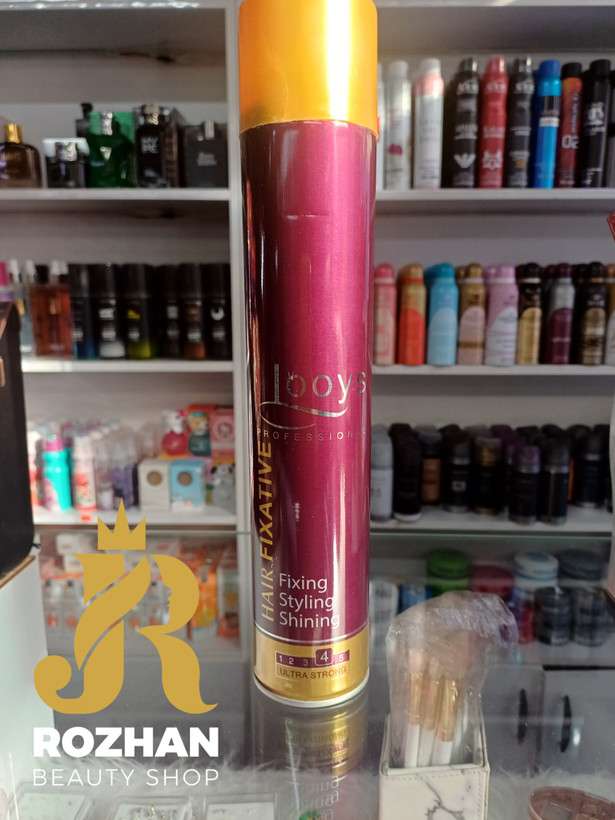 Looys
PROFESSIONAL
HAIR FIXATIVE
Fixing
Styling
Shining
1 2 3 4 5
ULTRA STRONG
ROZHAN
BEAUTY SHOP